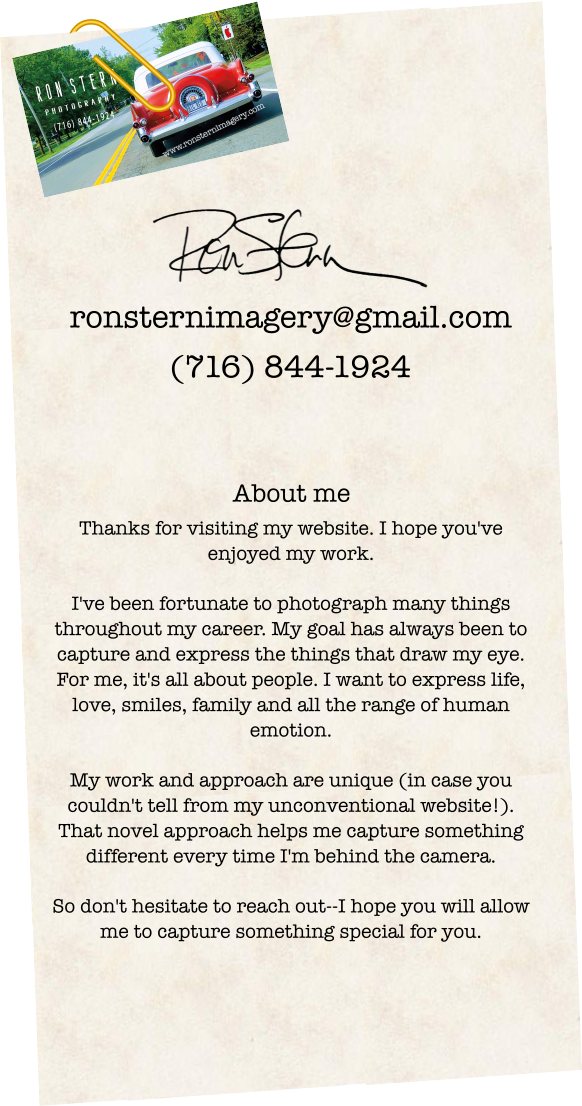 RON STERN
PHOTOGRAPHY
(716) 844-1924
www.ronsternimagery.com
Ron Stern
ronsternimagery@gmail.com
(716) 844-1924
About me
Thanks for visiting my website. I hope you've
enjoyed my work.
I've been fortunate to photograph many things
throughout my career. My goal has always been to
capture and express the things that draw my eye.
For me, it's all about people. I want to express life,
love, smiles, family and all the range of human
emotion.
My work and approach are unique (in case you
couldn't tell from my unconventional website!).
That novel approach helps me capture something
different every time I'm behind the camera.
So don't hesitate to reach out--I hope you will allow
me to capture something special for you.